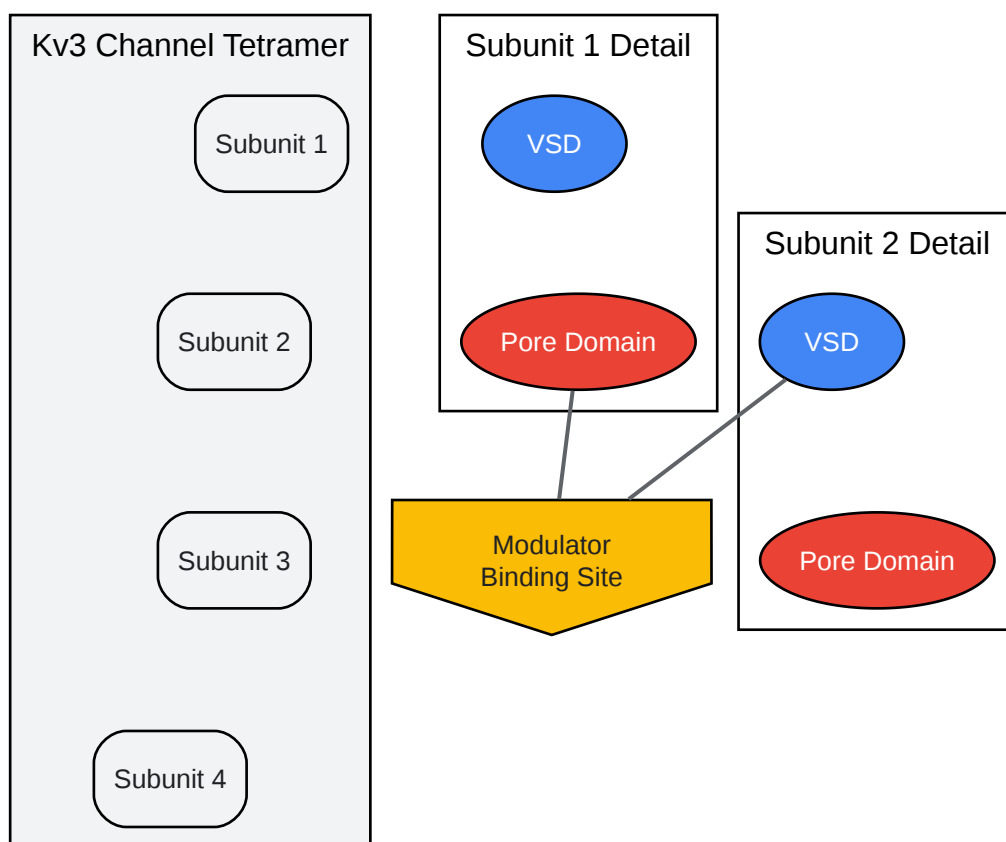 Kv3 Channel Tetramer
Subunit 1
Subunit 2
Subunit 3
Subunit 4
Subunit 1 Detail
VSD
Pore Domain
Modulator
Binding Site
Subunit 2 Detail
VSD
Pore Domain